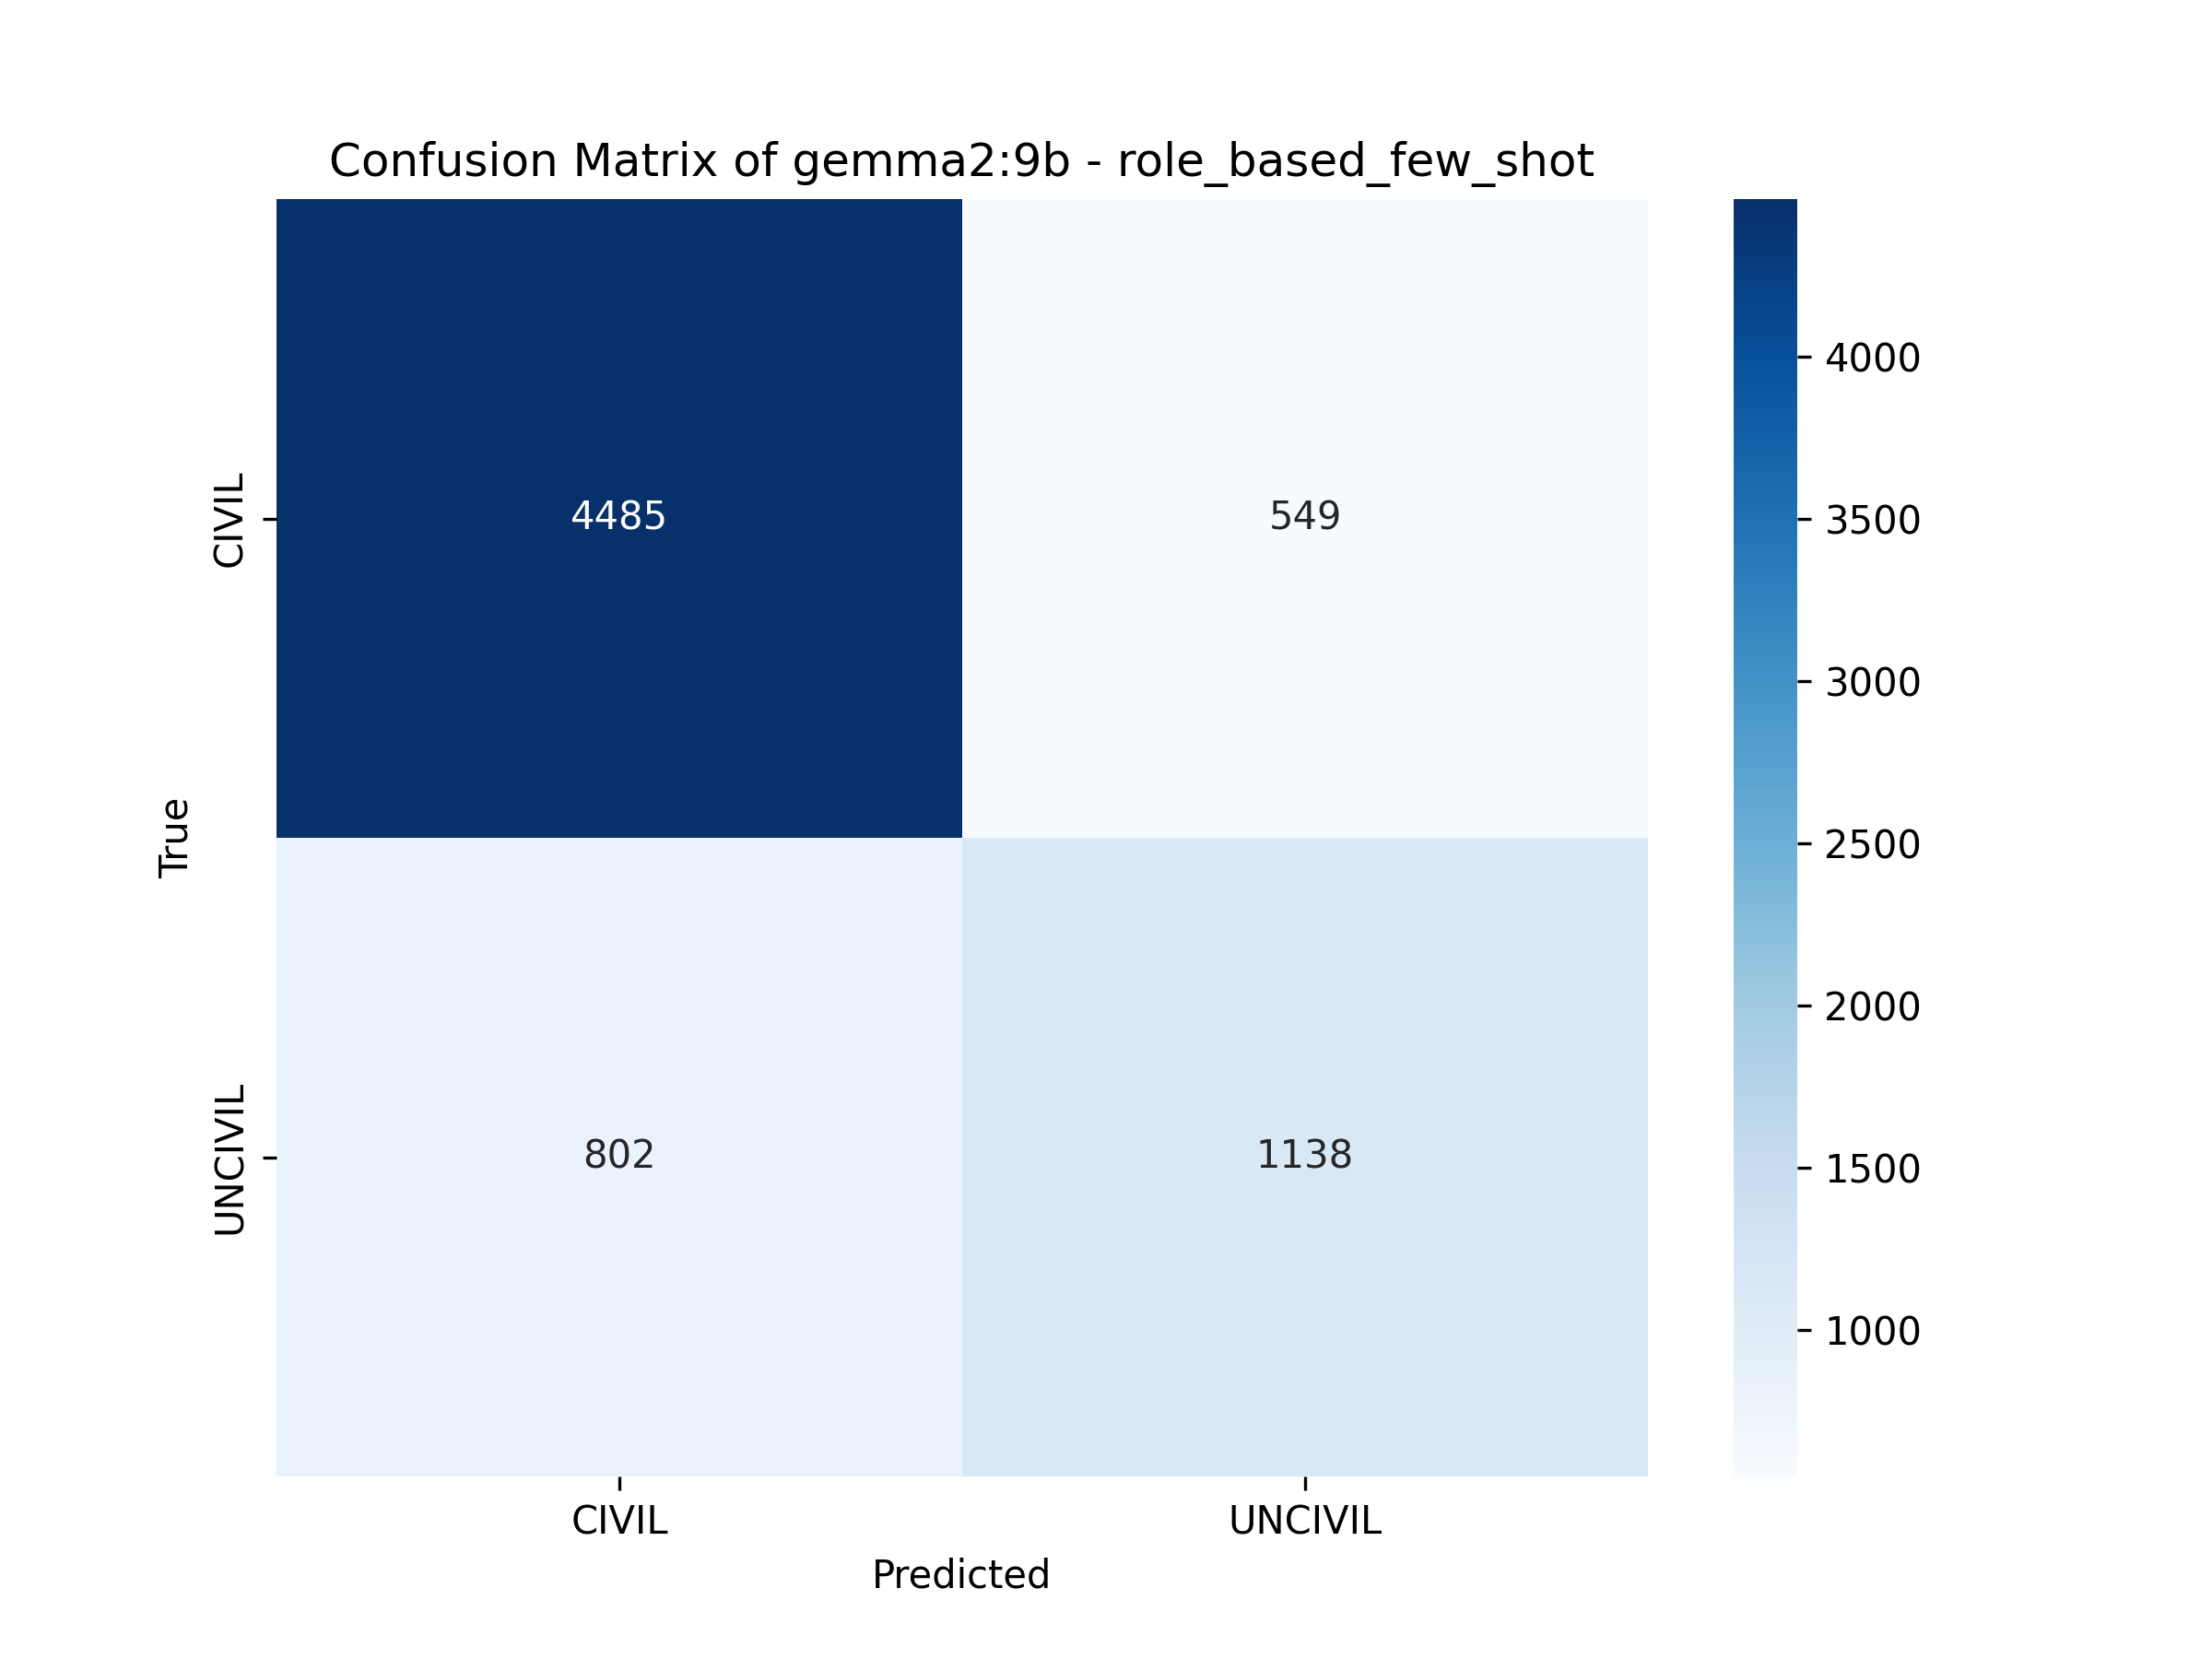 Confusion Matrix of gemma2:9b - role_based_few_shot
CIVIL
UNCIVIL
True
4485
549
802
1138
CIVIL
UNCIVIL
Predicted
4000
3500
3000
2500
2000
1500
1000